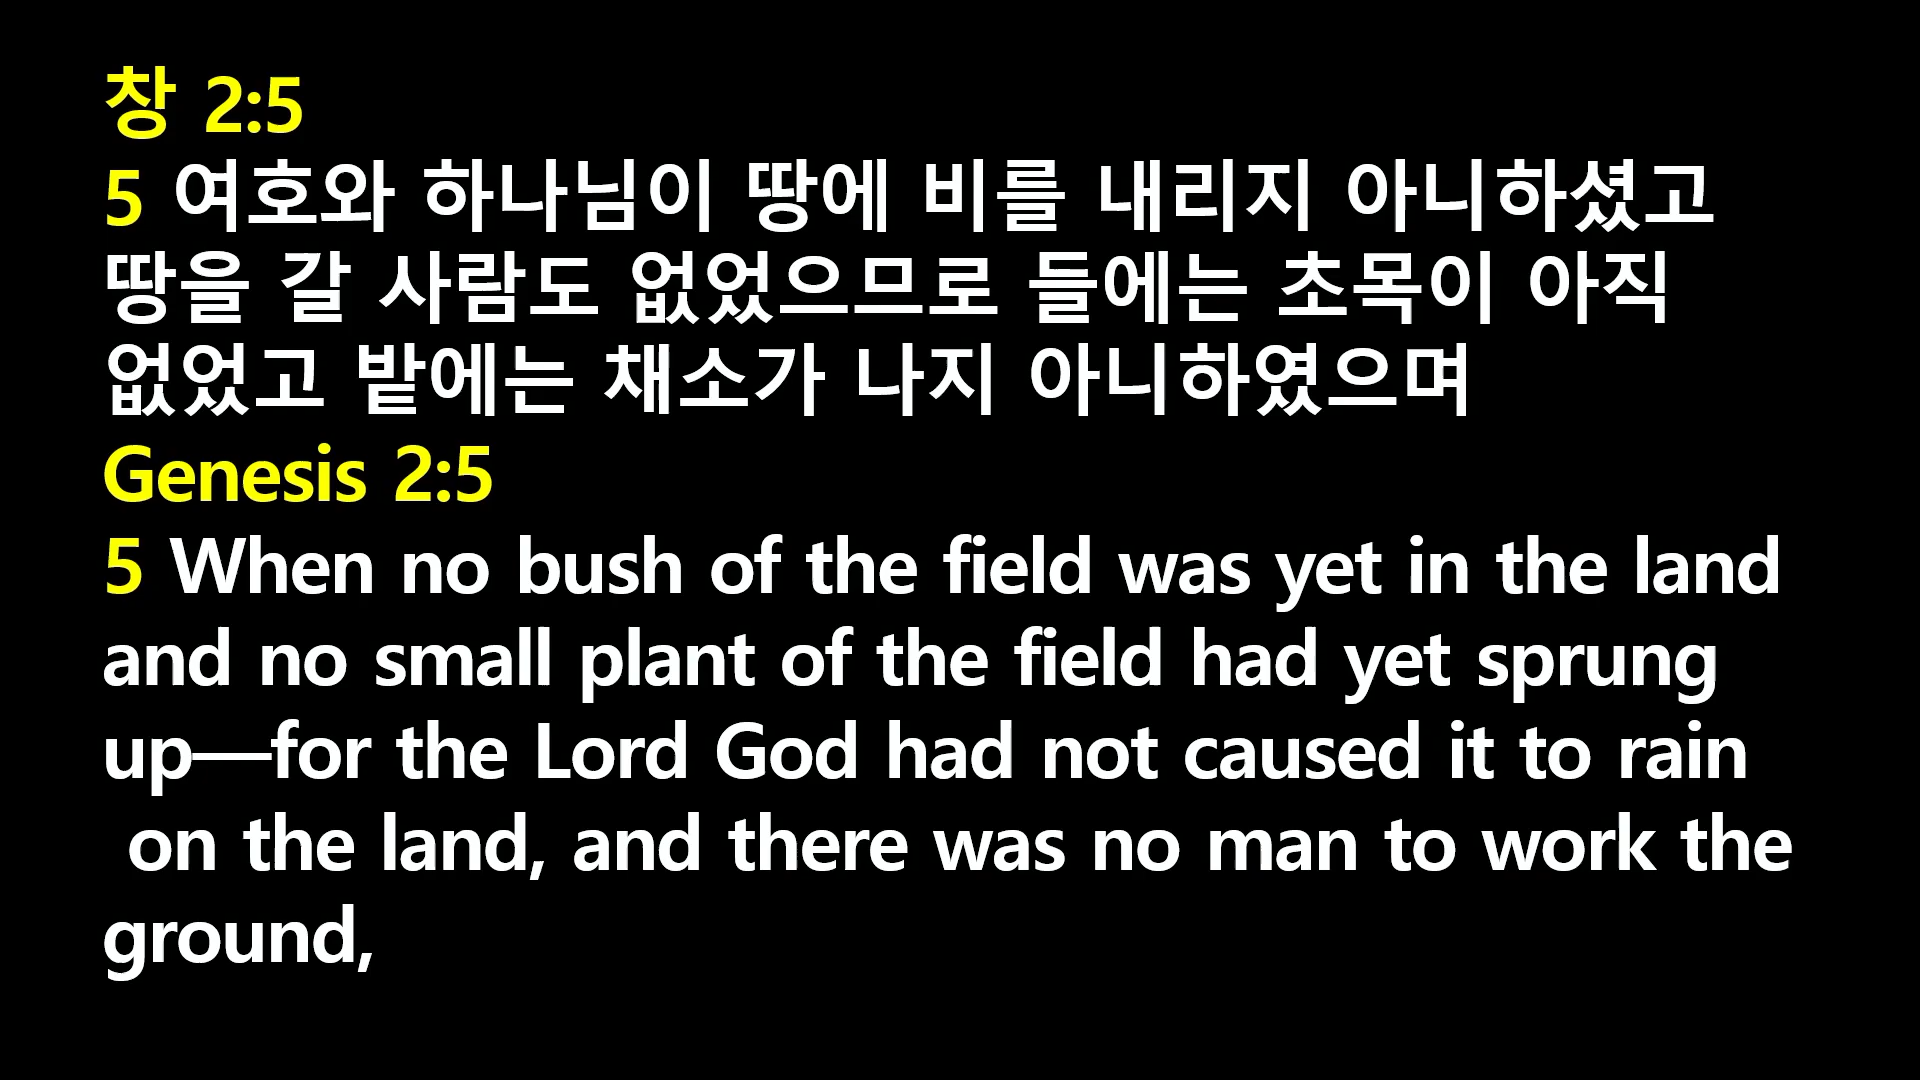 창 2:5
5 여호와 하나님이 땅에 비를 내리지 아니하셨고
땅을 갈 사람도 없었으므로 들에는 초목이 아직
없었고 밭에는 채소가 나지 아니하였으며
Genesis 2:5
5 When no bush of the field was yet in the land
and no small plant of the field had yet sprung
up—for the Lord God had not caused it to rain
on the land, and there was no man to work the
ground,